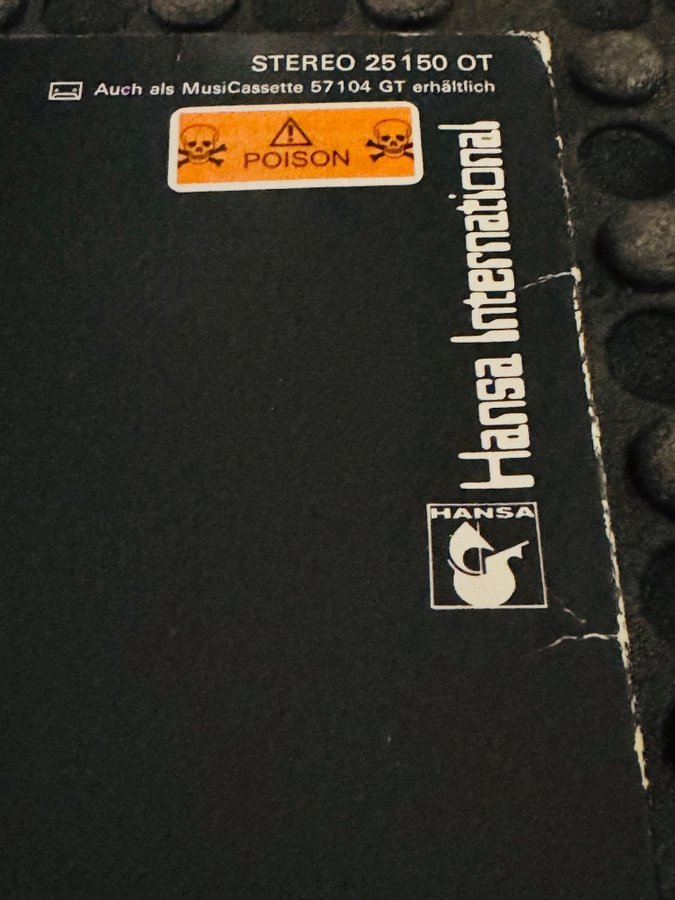 STEREO 25150 OT
Auch als MusiCassette 57104 GT erhältlich
POISON
Hansa International
HANSA